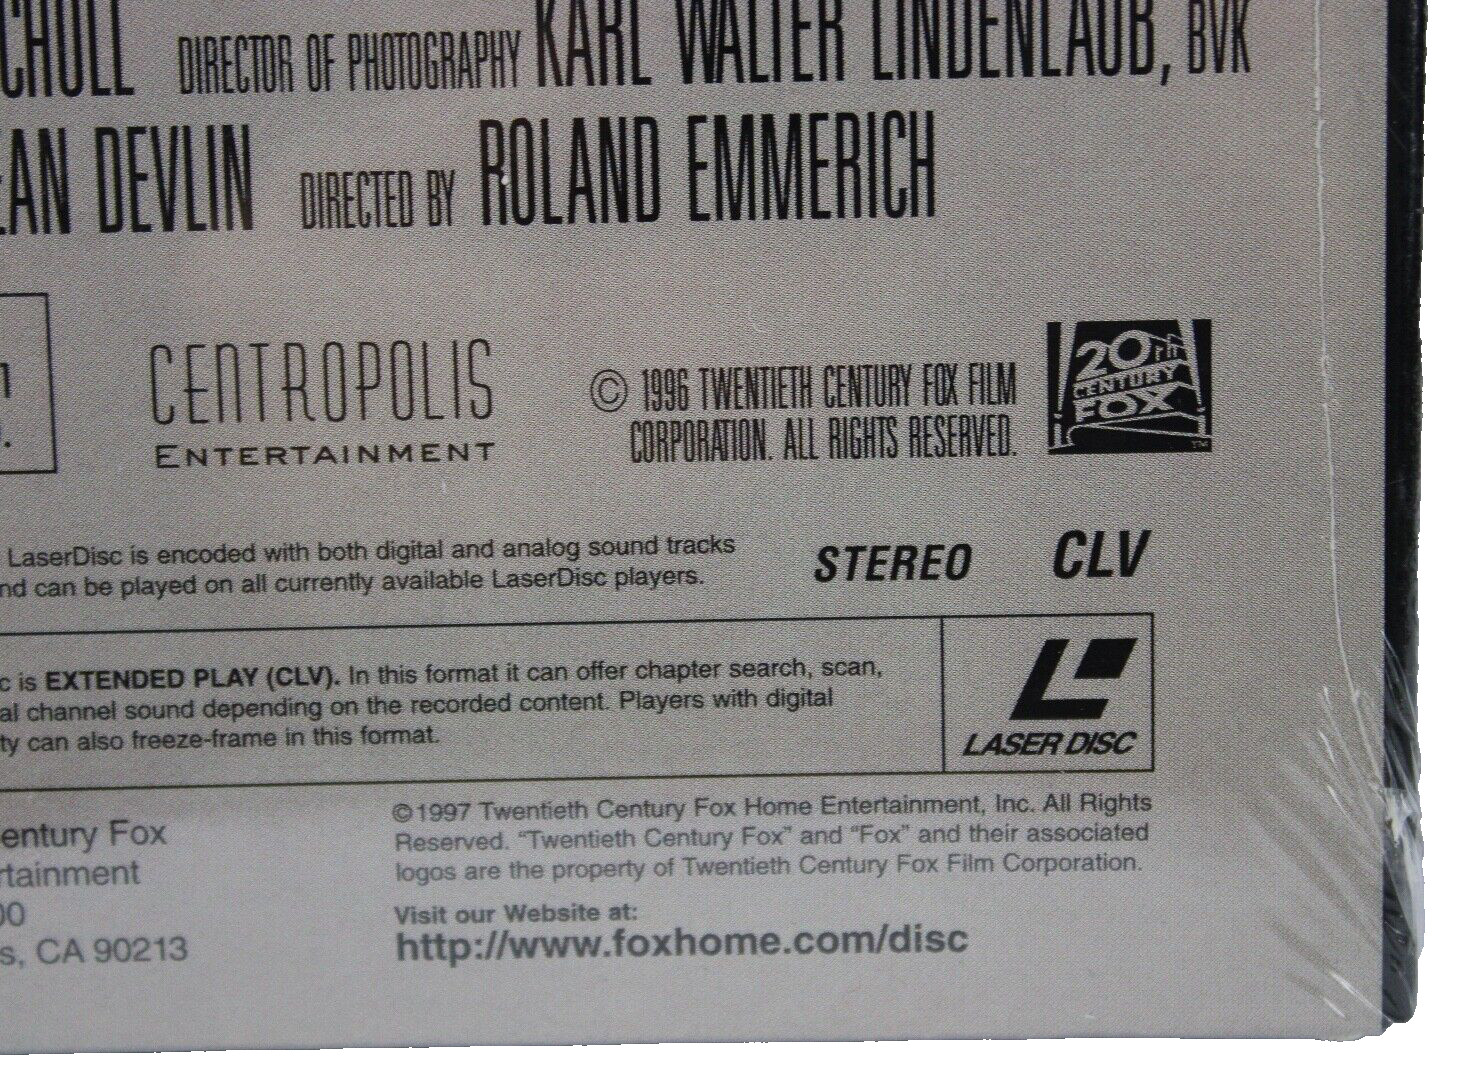 CHOLL DIRECTOR OF PHOTOGRAPHY KARL WALTER LINDENLAUB, BVK
EAN DEVLIN DIRECTED BY ROLAND EMMERICH
CENTROPOLIS
ENTERTAINMENT
© 1996 TWENTIETH CENTURY FOX FILM
CORPORATION. ALL RIGHTS RESERVED.
20TH
CENTURY
FOX
TM
LaserDisc is encoded with both digital and analog sound tracks
nd can be played on all currently available LaserDisc players.
STEREO CLV
c is EXTENDED PLAY (CLV). In this format it can offer chapter search, scan,
al channel sound depending on the recorded content. Players with digital
ty can also freeze-frame in this format.
LASER DISC
entury Fox
rtainment
00
s, CA 90213
©1997 Twentieth Century Fox Home Entertainment, Inc. All Rights
Reserved. "Twentieth Century Fox" and "Fox" and their associated
logos are the property of Twentieth Century Fox Film Corporation.
Visit our Website at:
http://www.foxhome.com/disc